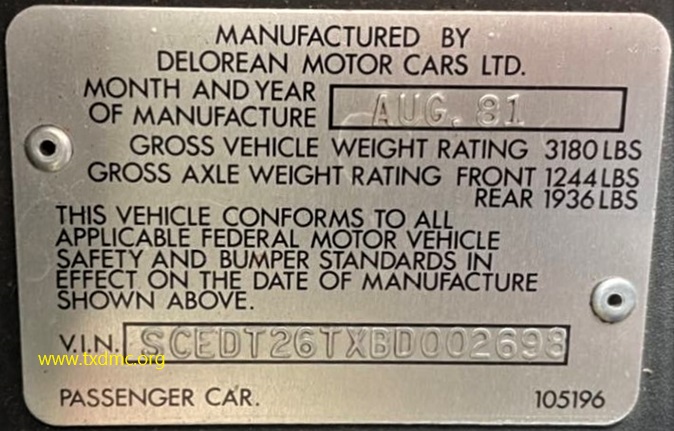 MANUFACTURED BY
DELOREAN MOTOR CARS LTD.
MONTH AND YEAR
OF MANUFACTURE AUG. 81
GROSS VEHICLE WEIGHT RATING 3180 LBS
GROSS AXLE WEIGHT RATING FRONT 1244 LBS
REAR 1936 LBS
THIS VEHICLE CONFORMS TO ALL
APPLICABLE FEDERAL MOTOR VEHICLE
SAFETY AND BUMPER STANDARDS IN
EFFECT ON THE DATE OF MANUFACTURE
SHOWN ABOVE.
V.I.N. SCEDT26TXBD002698
www.txdmc.org
PASSENGER CAR. 105196